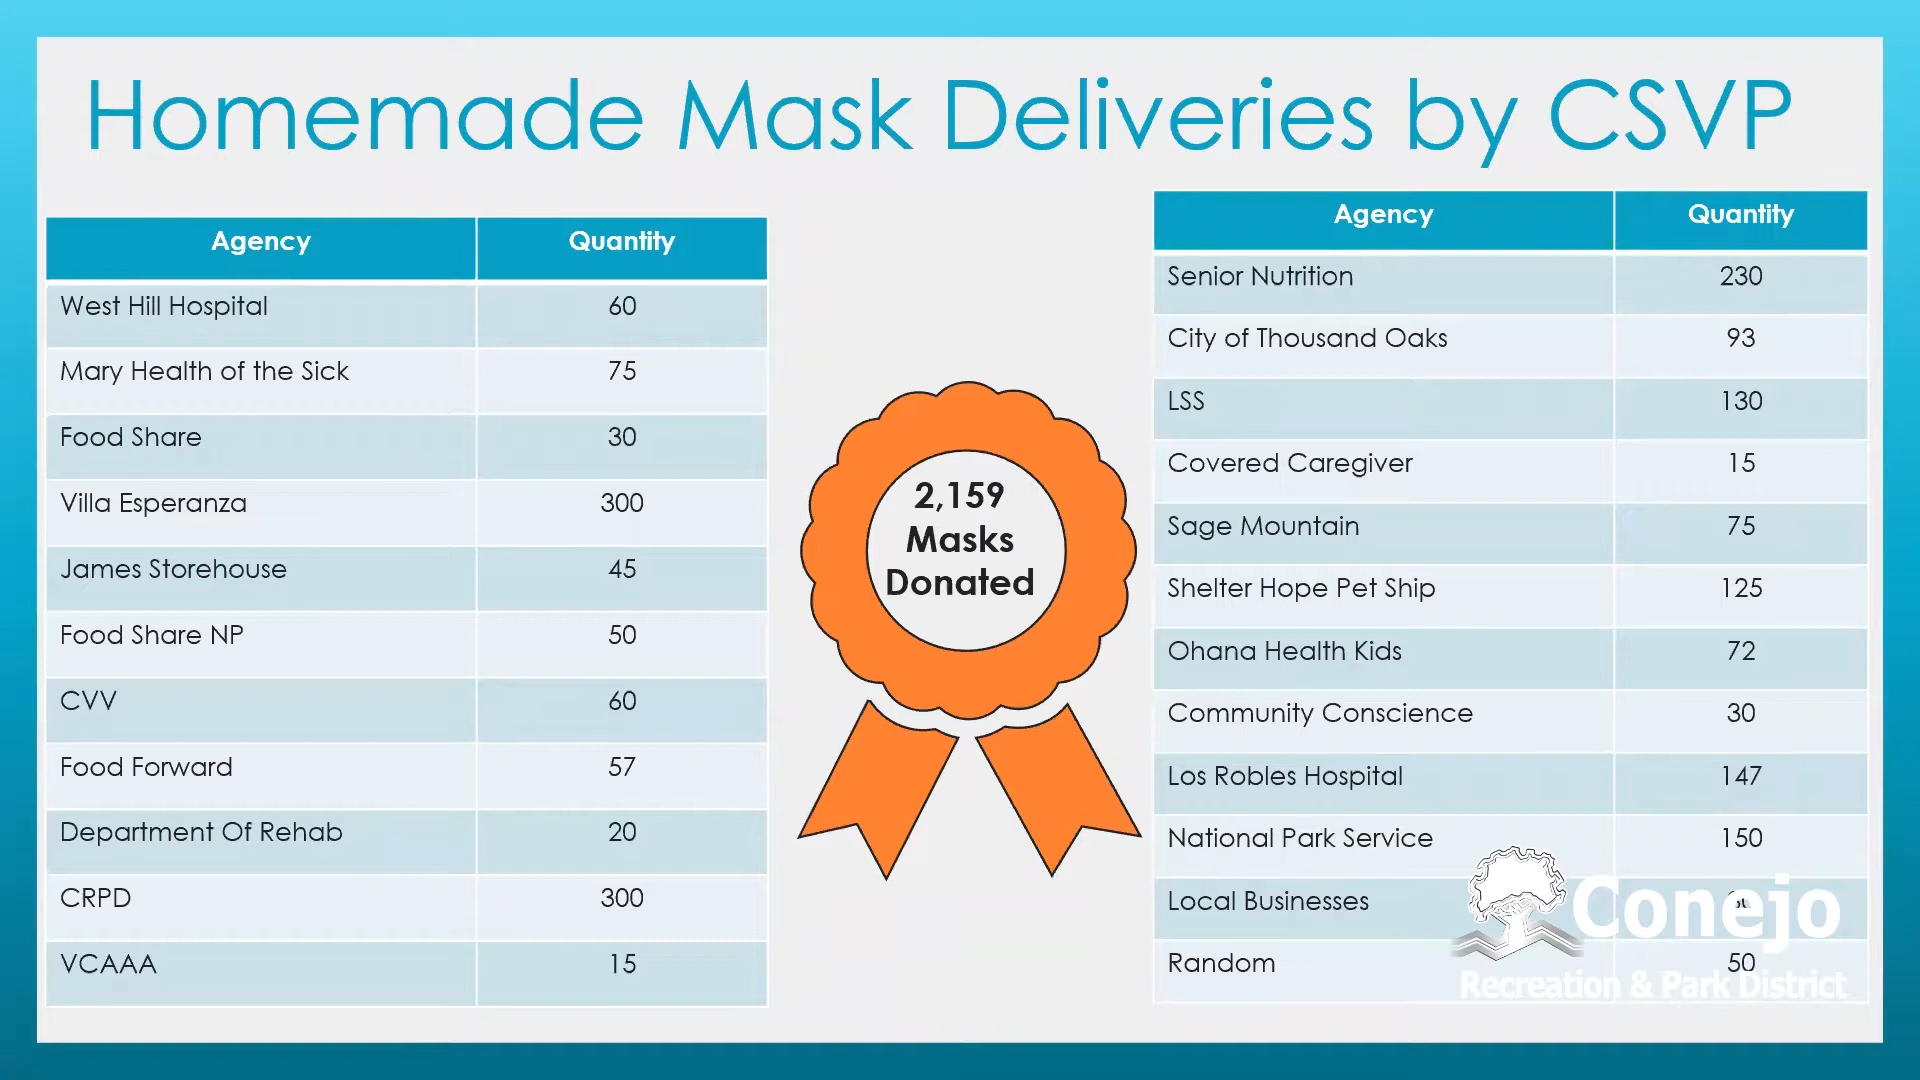 Homemade Mask Deliveries by CSVP
Agency Quantity
West Hill Hospital 60
Mary Health of the Sick 75
Food Share 30
Villa Esperanza 300
James Storehouse 45
Food Share NP 50
CVV 60
Food Forward 57
Department Of Rehab 20
CRPD 300
VCAAA 15
2,159
Masks
Donated
Agency Quantity
Senior Nutrition 230
City of Thousand Oaks 93
LSS 130
Covered Caregiver 15
Sage Mountain 75
Shelter Hope Pet Ship 125
Ohana Health Kids 72
Community Conscience 30
Los Robles Hospital 147
National Park Service 150
Local Businesses
Random 50
Conejo
Recreation & Park District